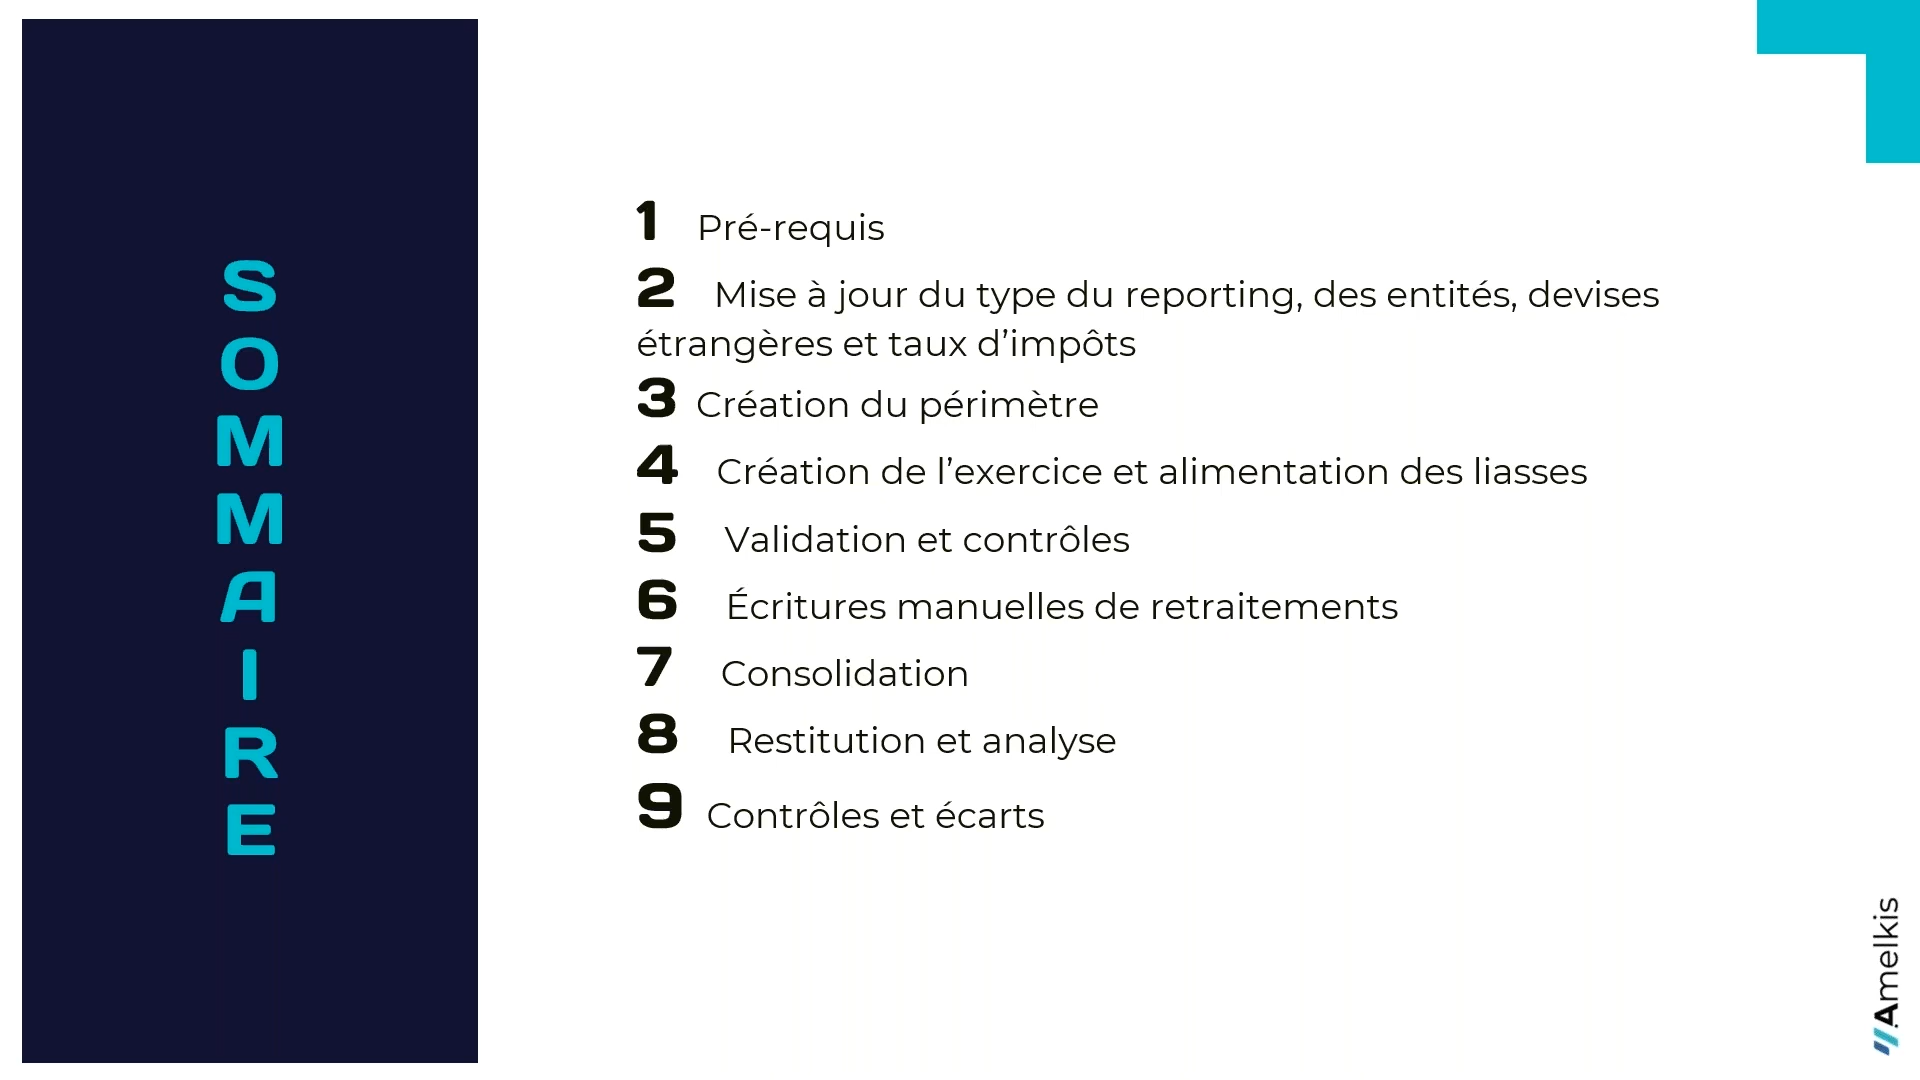 SOMMAIRE
1 Pré-requis
2 Mise à jour du type du reporting, des entités, devises
étrangères et taux d’impôts
3 Création du périmètre
4 Création de l’exercice et alimentation des liasses
5 Validation et contrôles
6 Écritures manuelles de retraitements
7 Consolidation
8 Restitution et analyse
9 Contrôles et écarts
Amelkis